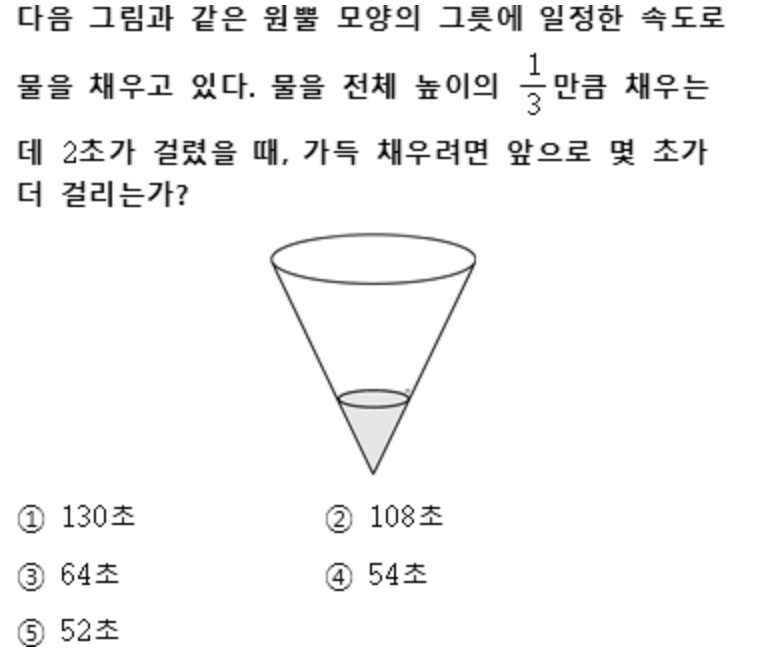 다음 그림과 같은 원뿔 모양의 그릇에 일정한 속도로
물을 채우고 있다. 물을 전체 높이의 1/3만큼 채우는
데 2초가 걸렸을 때, 가득 채우려면 앞으로 몇 초가
더 걸리는가?
① 130초 ② 108초
③ 64초 ④ 54초
⑤ 52초